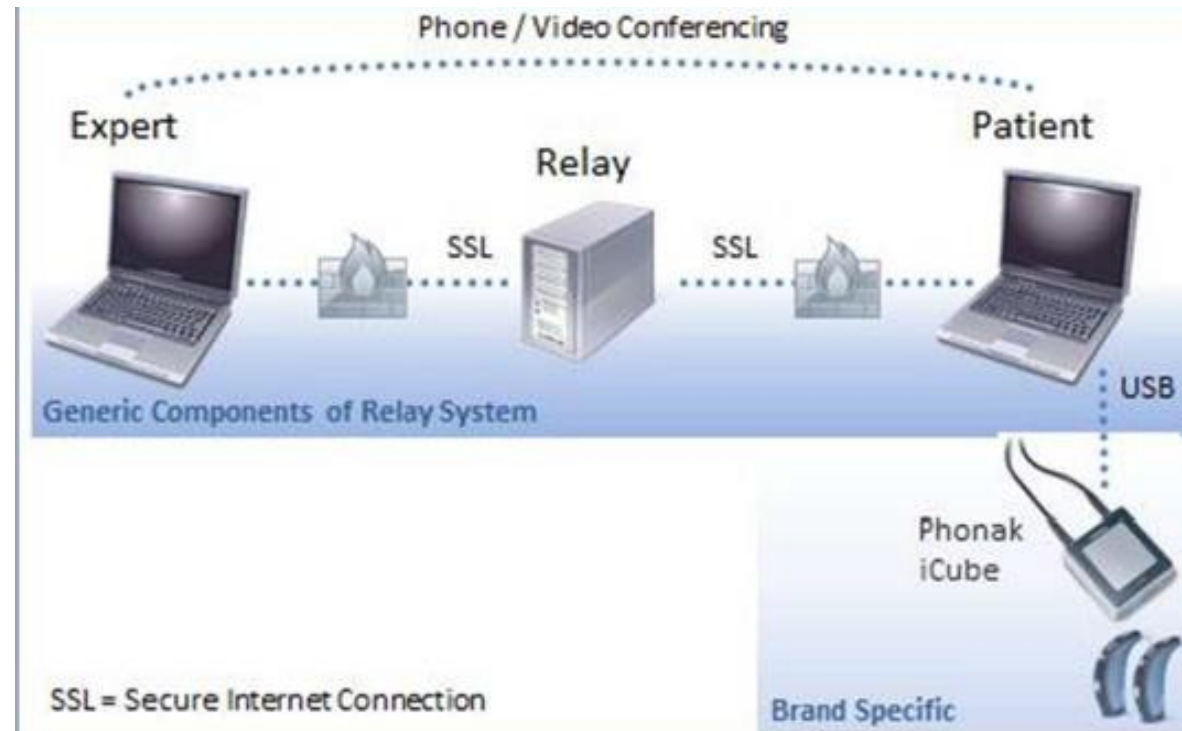 Phone / Video Conferencing
Expert
Patient
Relay
SSL
SSL
USB
Generic Components of Relay System
Phonak
iCube
SSL = Secure Internet Connection
Brand Specific